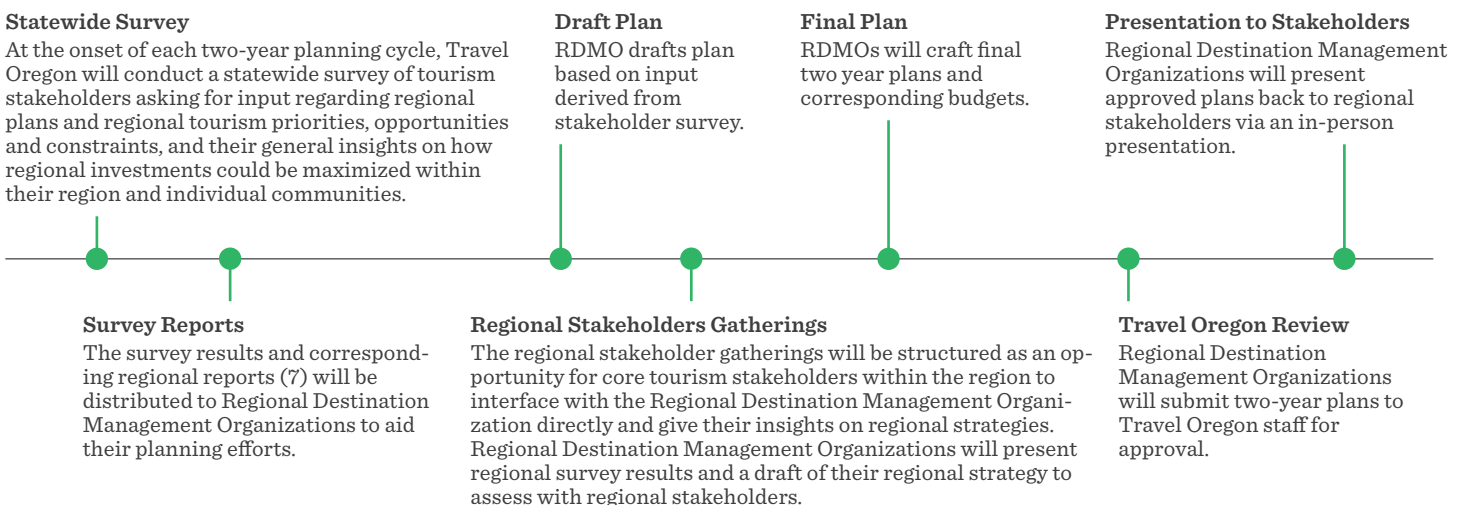 Statewide Survey
At the onset of each two-year planning cycle, Travel
Oregon will conduct a statewide survey of tourism
stakeholders asking for input regarding regional
plans and regional tourism priorities, opportunities
and constraints, and their general insights on how
regional investments could be maximized within
their region and individual communities.
Survey Reports
The survey results and correspond-
ing regional reports (7) will be
distributed to Regional Destination
Management Organizations to aid
their planning efforts.
Draft Plan
RDMO drafts plan
based on input
derived from
stakeholder survey.
Regional Stakeholders Gatherings
The regional stakeholder gatherings will be structured as an op-
portunity for core tourism stakeholders within the region to
interface with the Regional Destination Management Organi-
zation directly and give their insights on regional strategies.
Regional Destination Management Organizations will present
regional survey results and a draft of their regional strategy to
assess with regional stakeholders.
Final Plan
RDMOs will craft final
two year plans and
corresponding budgets.
Travel Oregon Review
Regional Destination
Management Organizations
will submit two-year plans to
Travel Oregon staff for
approval.
Presentation to Stakeholders
Regional Destination Management
Organizations will present
approved plans back to regional
stakeholders via an in-person
presentation.